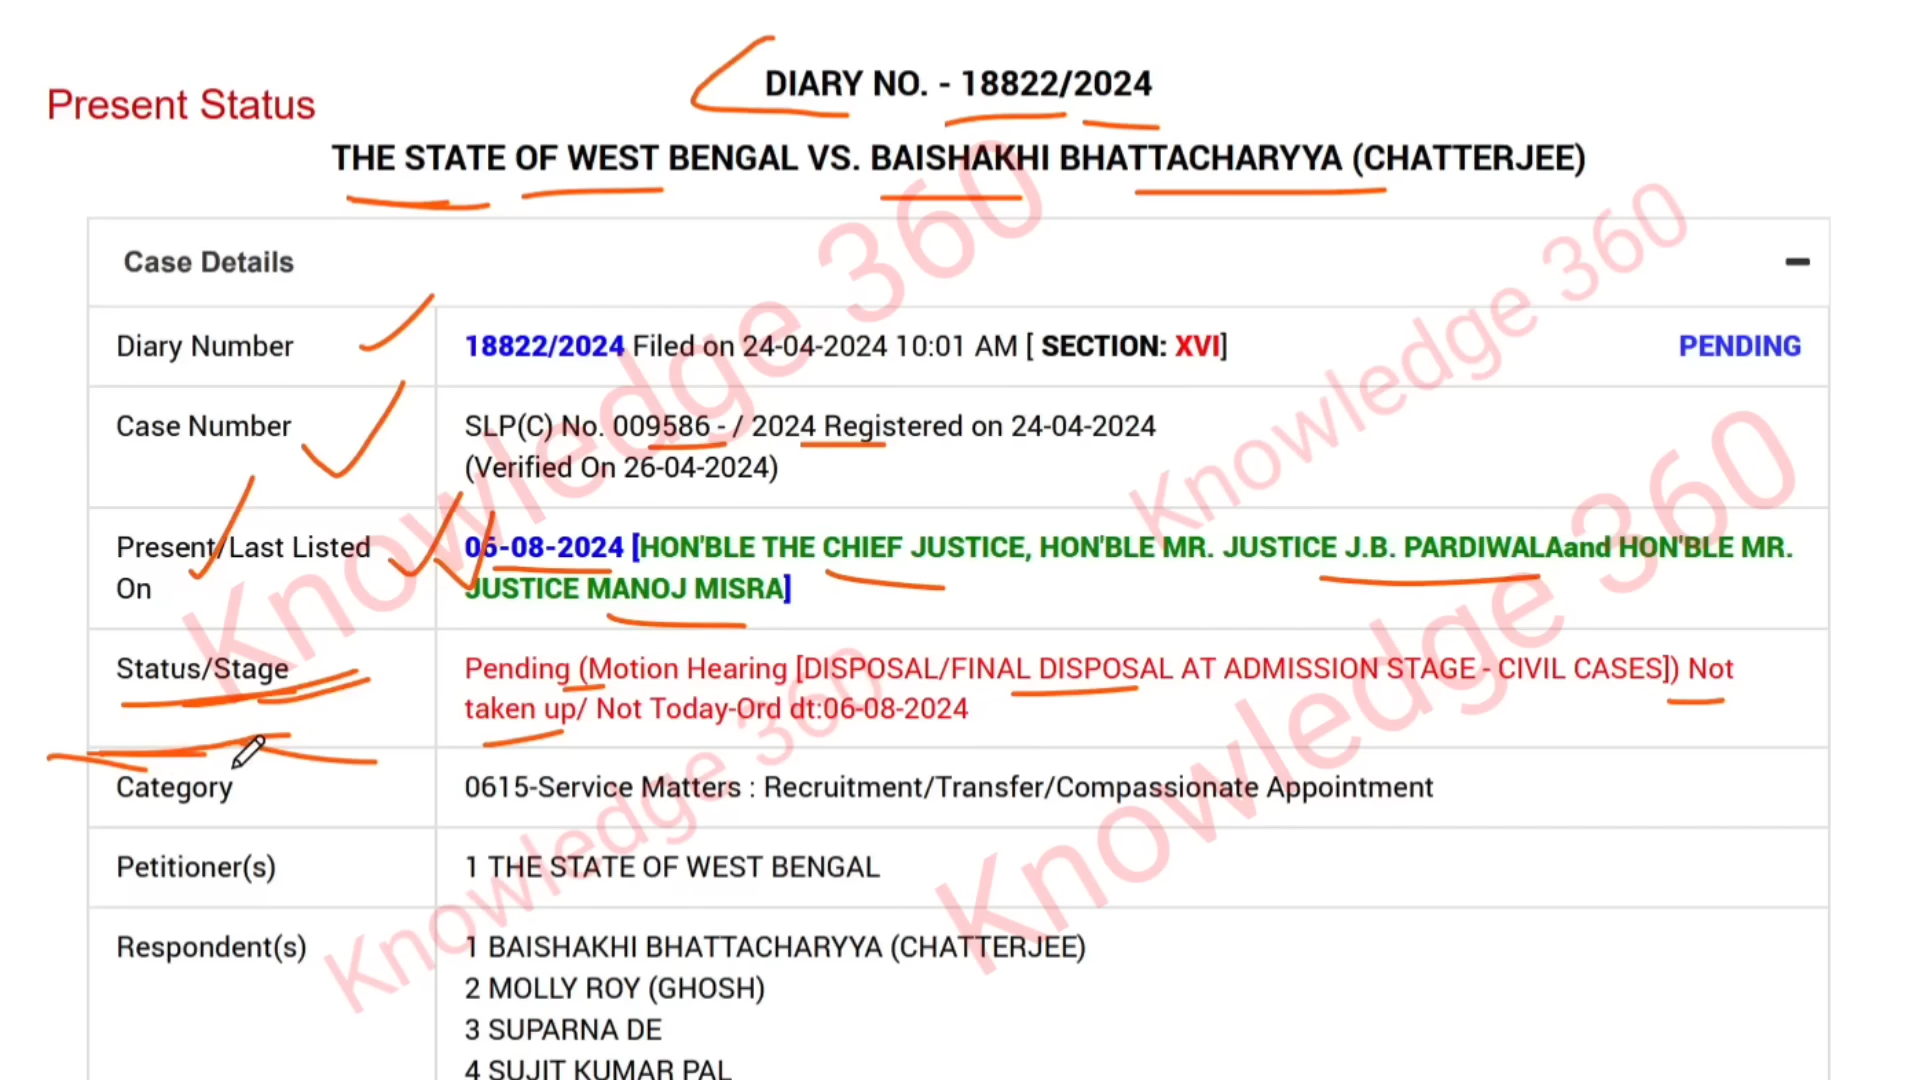 Present Status
DIARY NO. - 18822/2024
THE STATE OF WEST BENGAL VS. BAISHAKHI BHATTACHARYYA (CHATTERJEE)
Case Details
Diary Number
18822/2024 Filed on 24-04-2024 10:01 AM [ SECTION: XVI]
PENDING
Case Number
SLP(C) No. 009586 - / 2024 Registered on 24-04-2024
(Verified On 26-04-2024)
Present/Last Listed
On
06-08-2024 [HON'BLE THE CHIEF JUSTICE, HON'BLE MR. JUSTICE J.B. PARDIWALAand HON'BLE MR.
JUSTICE MANOJ MISRA]
Status/Stage
Pending (Motion Hearing [DISPOSAL/FINAL DISPOSAL AT ADMISSION STAGE - CIVIL CASES]) Not
taken up/ Not Today-Ord dt:06-08-2024
Category
0615-Service Matters : Recruitment/Transfer/Compassionate Appointment
Petitioner(s)
1 THE STATE OF WEST BENGAL
Respondent(s)
1 BAISHAKHI BHATTACHARYYA (CHATTERJEE)
2 MOLLY ROY (GHOSH)
3 SUPARNA DE
4 SUJIT KUMAR PAL
Knowledge 360
Knowledge 360
Knowledge 360
Knowledge 360